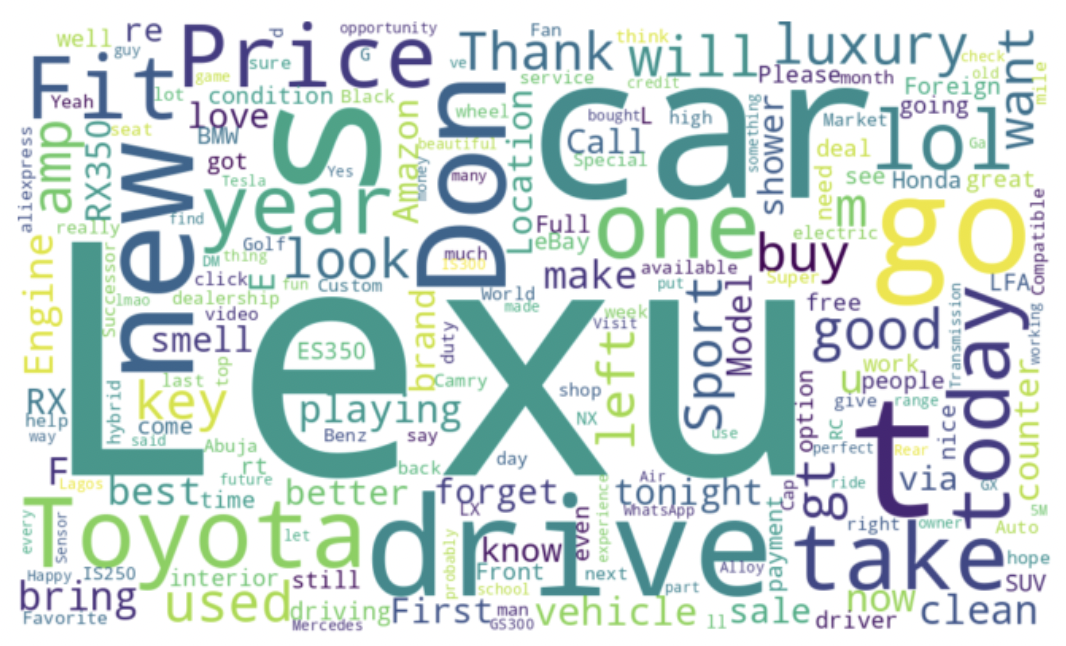 well
re
Price
d
opportunity
Thank
Fan
will
think
luxury
check
want
guy
Fit
game
sure
G
ve
service
credit
Please
month
old
mile
Yeah
lot
condition
Black
wheel
bought
L
high
something
Foreign
going
aliexpress
amp
seat
RX350
love
BMW
s
Amazon
beautiful
Don
Location
Call
Special
car
shower
Market
deal
lol
Ga
new
got
Tesla
Yes
money
many
need
see
Honda
great
really
find
year
Full
eBay
one
m
electric
go
Compatible
Engine
Successor
DM
thing
Golf
E
look
much
IS300
make
available
buy
Super
LFA
click
fun
Custom
World
put
lmao
dealership
video
brand
made
Visit
week
Sport
Model
free
good
today
Transmission
working
smell
ES350
duty
left
work
Lexu
RX
hybrid
last
top
key
Camry
shop
u
people
counter
help
way
come
playing
NX
option
give
range
t
nice
said
Abuja
Benz
say
use
RC
perfect
Rear
F
Lagos
rt
back
day
Air
Cap
gt
ride
via
GX
best
time
future
better
forget
LX
experience
tonight
WhatsApp
payment
owner
5M
every
Sensor
Toyota
let
drive
even
right
Auto
know
take
hope
Happy
IS250
interior
still
probably
Front
next
Alloy
SUV
bring
Favorite
used
driving
Mercedes
First
school
man
GS300
part
vehicle
ll
sale
driver
now
clean